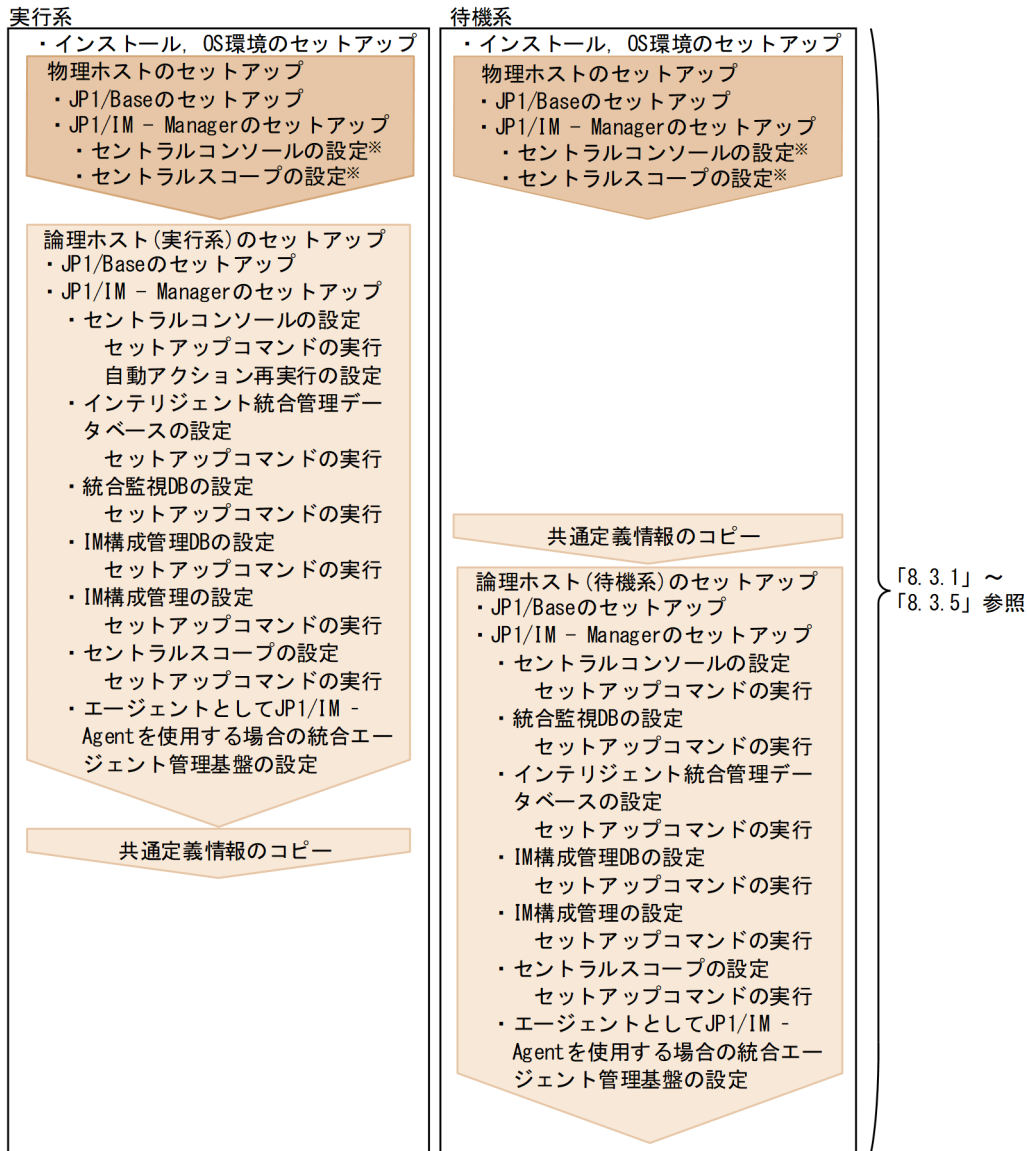 実行系
・インストール，OS環境のセットアップ
物理ホストのセットアップ
・JP1/Baseのセットアップ
・JP1/IM − Managerのセットアップ
・セントラルコンソールの設定※
・セントラルスコープの設定※
論理ホスト(実行系)のセットアップ
・JP1/Baseのセットアップ
・JP1/IM − Managerのセットアップ
・セントラルコンソールの設定
セットアップコマンドの実行
自動アクション再実行の設定
・インテリジェント統合管理デー
タベースの設定
セットアップコマンドの実行
・統合監視DBの設定
セットアップコマンドの実行
・IM構成管理DBの設定
セットアップコマンドの実行
・IM構成管理の設定
セットアップコマンドの実行
・セントラルスコープの設定
セットアップコマンドの実行
・エージェントとしてJP1/IM -
Agentを使用する場合の統合エー
ジェント管理基盤の設定
共通定義情報のコピー
待機系
・インストール，OS環境のセットアップ
物理ホストのセットアップ
・JP1/Baseのセットアップ
・JP1/IM − Managerのセットアップ
・セントラルコンソールの設定※
・セントラルスコープの設定※
共通定義情報のコピー
論理ホスト(待機系)のセットアップ
・JP1/Baseのセットアップ
・JP1/IM − Managerのセットアップ
・セントラルコンソールの設定
セットアップコマンドの実行
・統合監視DBの設定
セットアップコマンドの実行
・インテリジェント統合管理デー
タベースの設定
セットアップコマンドの実行
・IM構成管理DBの設定
セットアップコマンドの実行
・IM構成管理の設定
セットアップコマンドの実行
・セントラルスコープの設定
セットアップコマンドの実行
・エージェントとしてJP1/IM -
Agentを使用する場合の統合エー
ジェント管理基盤の設定
「8.3.1」～
「8.3.5」参照